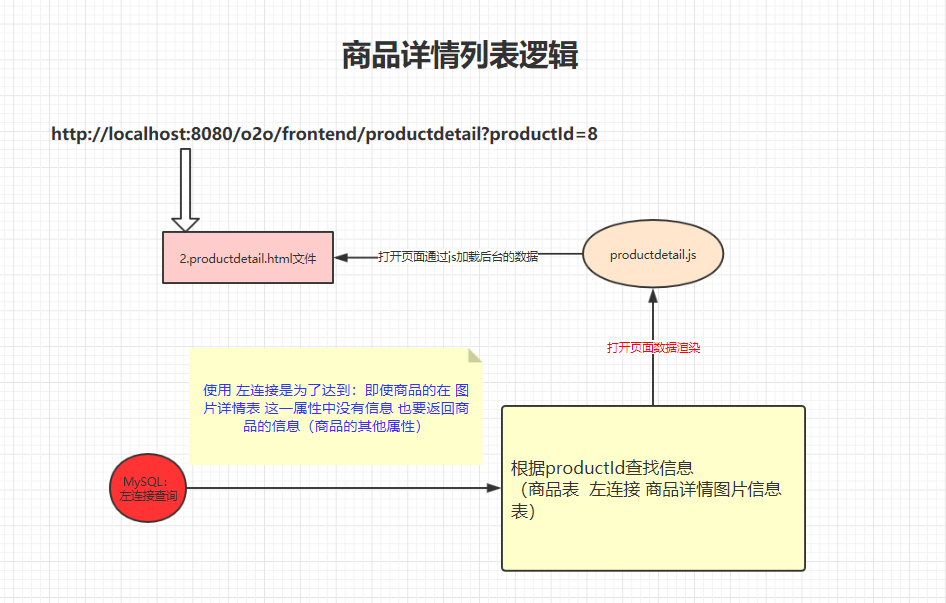 商品详情列表逻辑
http://localhost:8080/o2o/frontend/productdetail?productId=8
2.productdetail.html文件
打开页面通过js加载后台的数据
productdetail.js
打开页面数据渲染
使用 左连接是为了达到：即使商品的在 图
片详情表 这一属性中没有信息 也要返回商
品的信息（商品的其他属性）
MySQL：
左连接查询
根据productId查找信息
（商品表  左连接 商品详情图片信息
表）